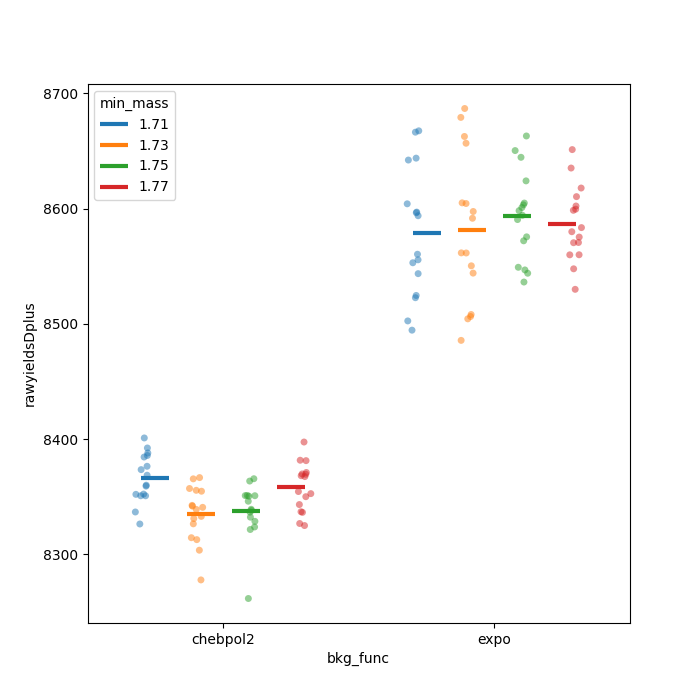 min_mass
1.71
1.73
1.75
1.77
8700
8600
8500
8400
8300
rawyieldsDplus
chebpol2
expo
bkg_func